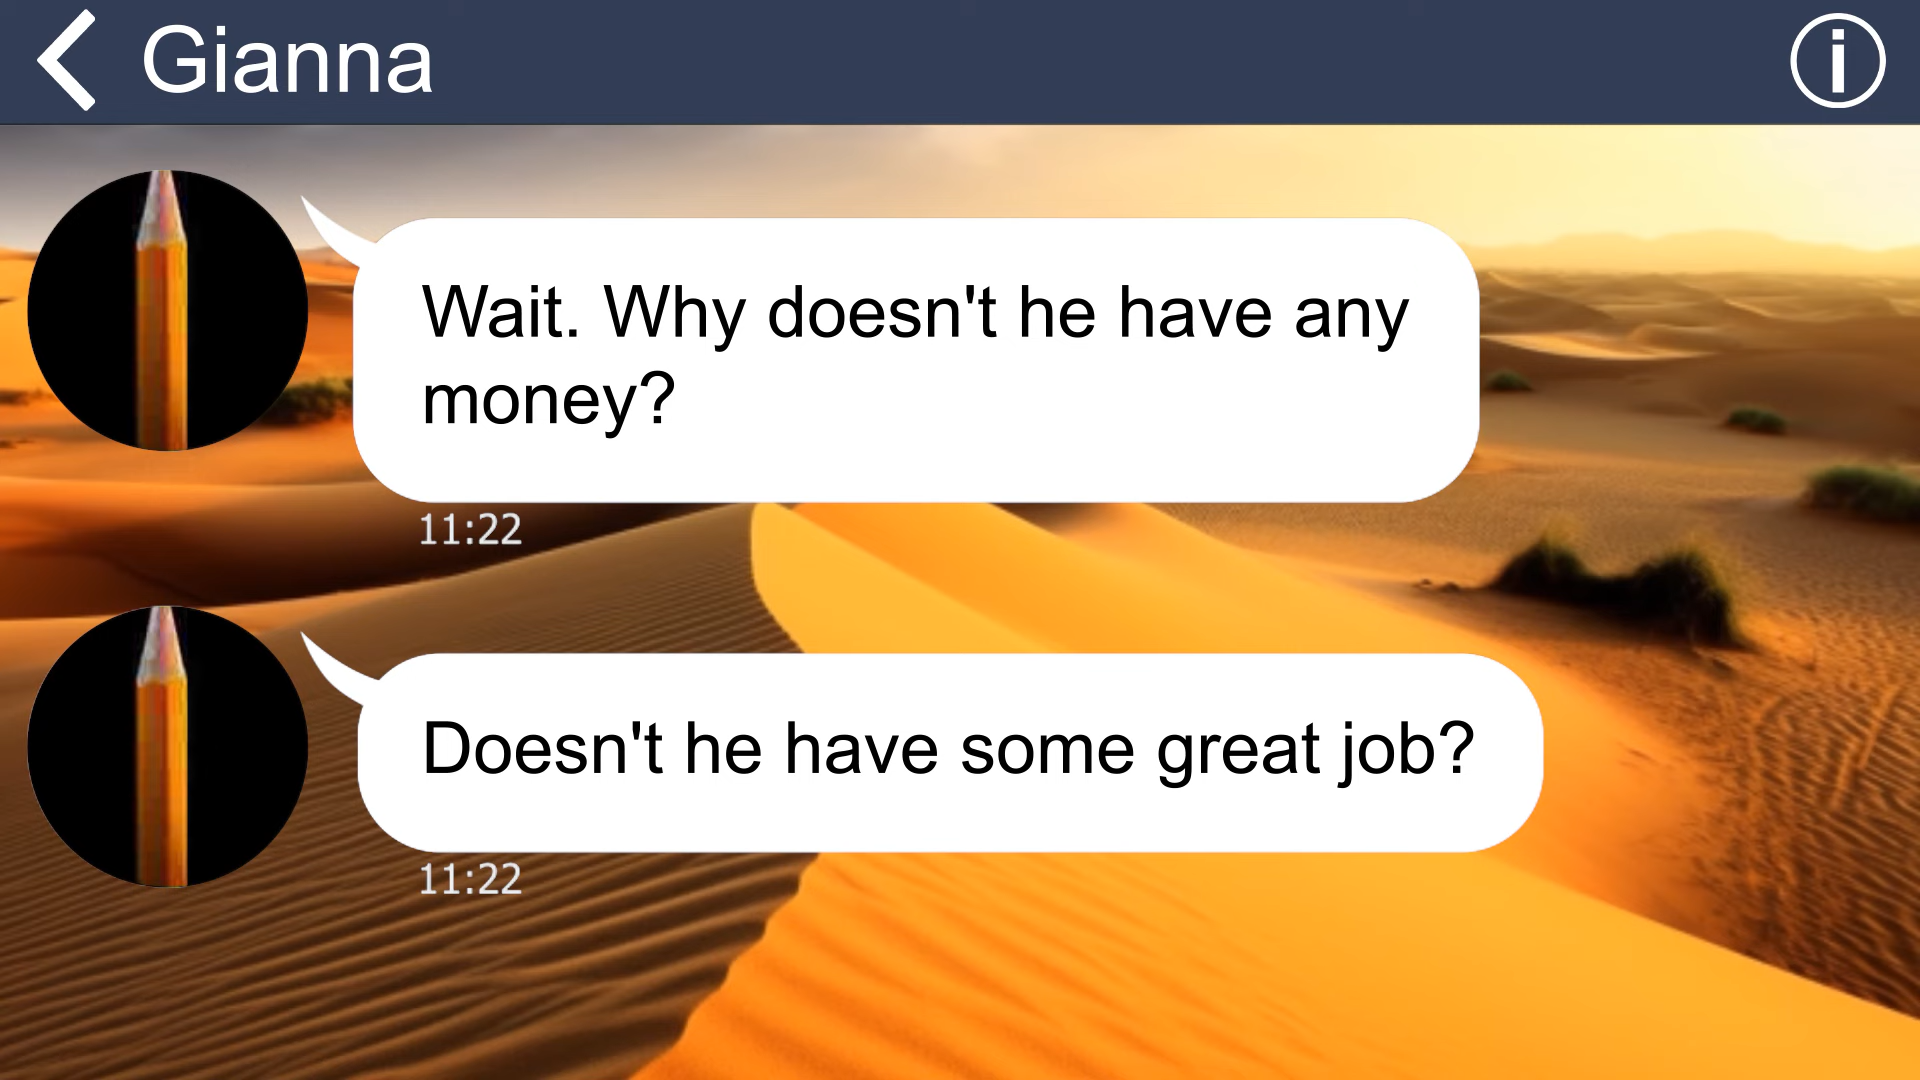 Gianna
Wait. Why doesn't he have any
money?
11:22
Doesn't he have some great job?
11:22